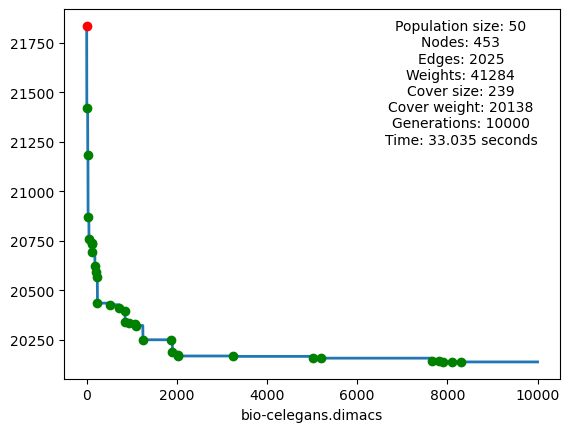 Population size: 50
Nodes: 453
Edges: 2025
Weights: 41284
Cover size: 239
Cover weight: 20138
Generations: 10000
Time: 33.035 seconds
21750
21500
21250
21000
20750
20500
20250
0 2000 4000 6000 8000 10000
bio-celegans.dimacs